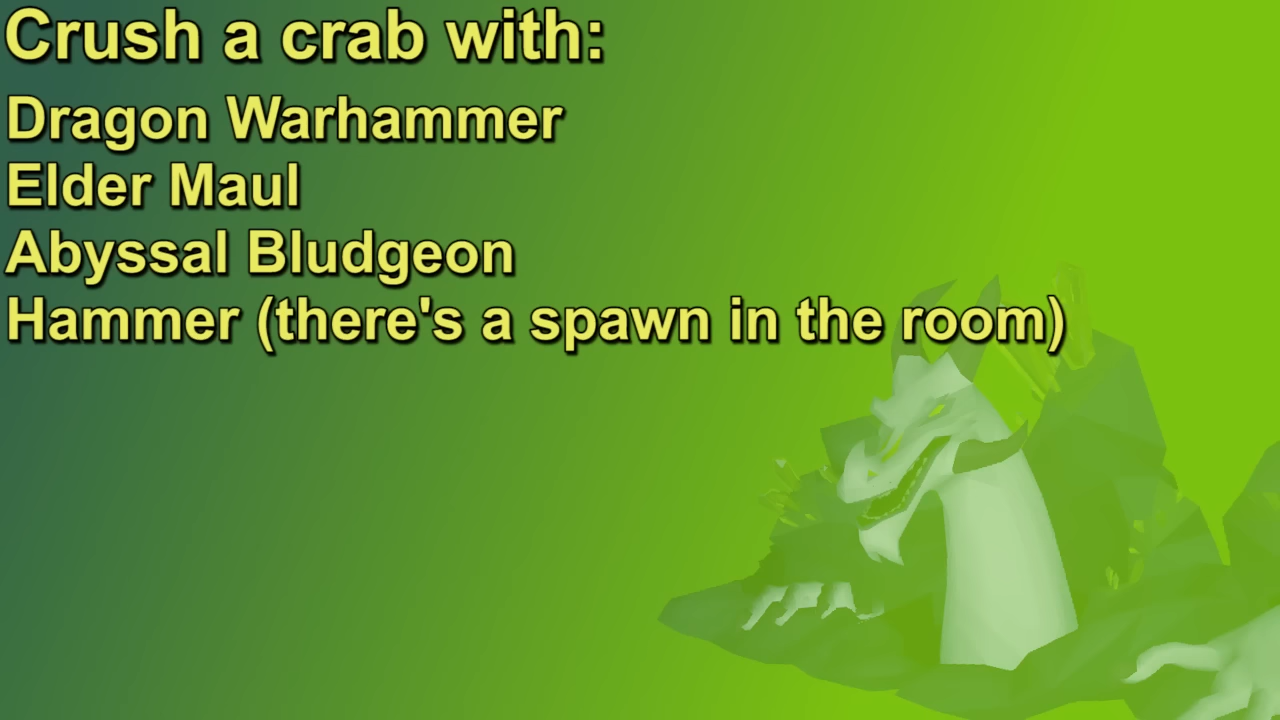 Crush a crab with:
Dragon Warhammer
Elder Maul
Abyssal Bludgeon
Hammer (there's a spawn in the room)